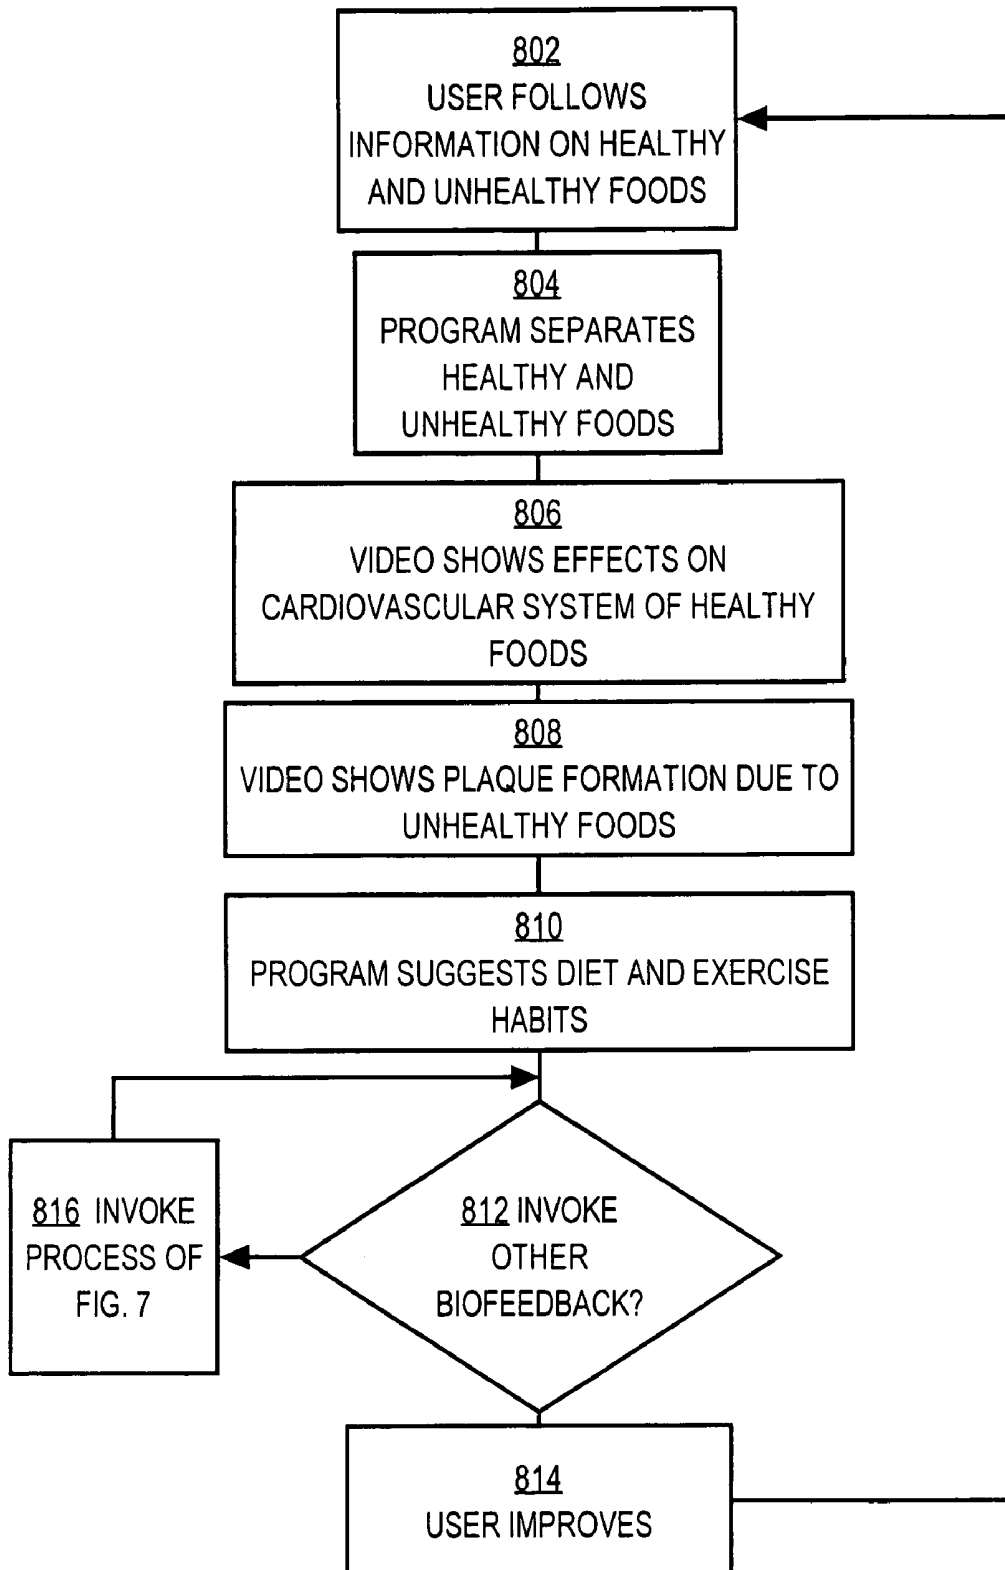 802
USER FOLLOWS
INFORMATION ON HEALTHY
AND UNHEALTHY FOODS
804
PROGRAM SEPARATES
HEALTHY AND
UNHEALTHY FOODS
806
VIDEO SHOWS EFFECTS ON
CARDIOVASCULAR SYSTEM OF HEALTHY
FOODS
808
VIDEO SHOWS PLAQUE FORMATION DUE TO
UNHEALTHY FOODS
810
PROGRAM SUGGESTS DIET AND EXERCISE
HABITS
812 INVOKE
OTHER
BIOFEEDBACK?
816 INVOKE
PROCESS OF
FIG. 7
814
USER IMPROVES